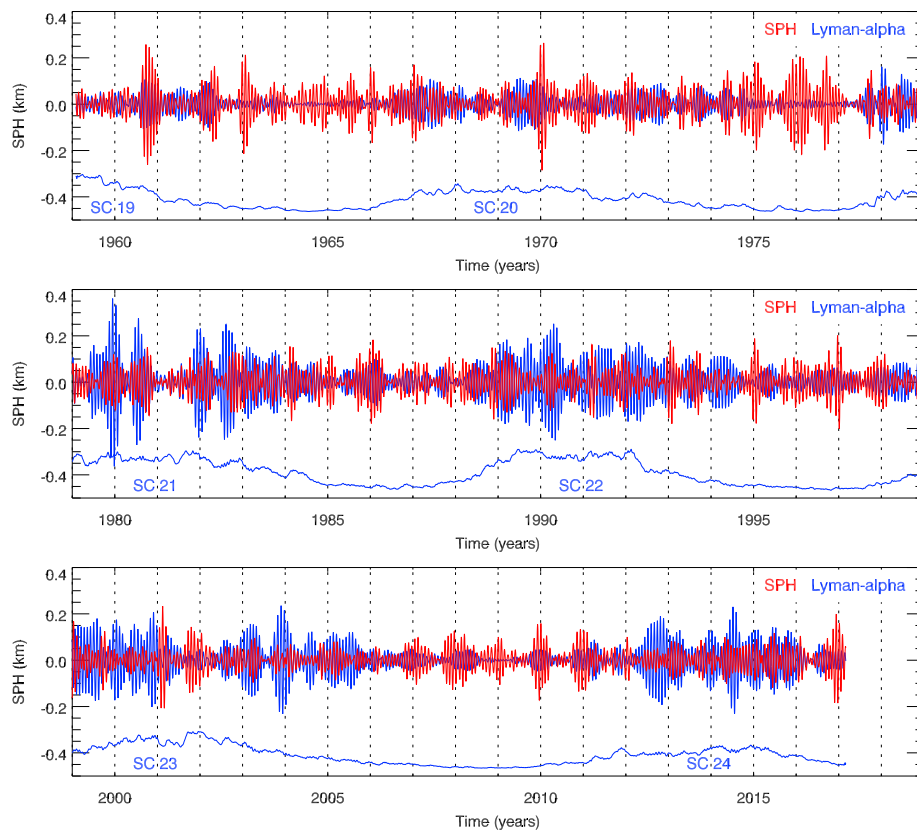 0.4
SPH Lyman-alpha
0.2
0.0
-0.2
-0.4
SPH (km)
SC 19 SC 20
1960 1965 1970 1975
Time (years)
0.4
SPH Lyman-alpha
0.2
0.0
-0.2
-0.4
SPH (km)
SC 21 SC 22
1980 1985 1990 1995
Time (years)
0.4
SPH Lyman-alpha
0.2
0.0
-0.2
-0.4
SPH (km)
SC 23 SC 24
2000 2005 2010 2015
Time (years)